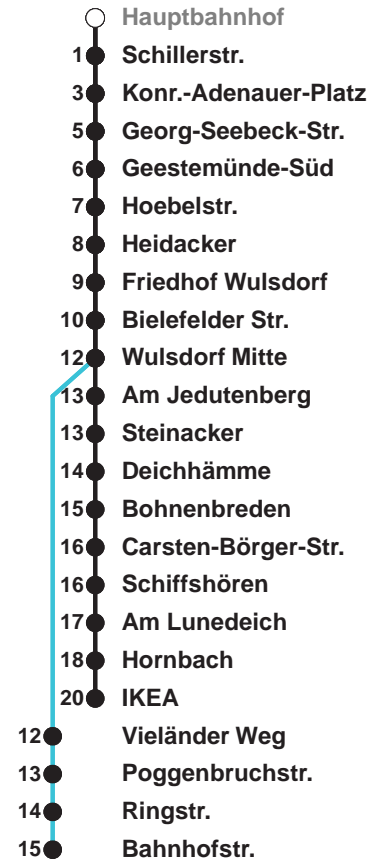 Hauptbahnhof
1 Schillerstr.
3 Konr.-Adenauer-Platz
5 Georg-Seebeck-Str.
6 Geestemünde-Süd
7 Hoebelstr.
8 Heidacker
9 Friedhof Wulsdorf
10 Bielefelder Str.
12 Wulsdorf Mitte
13 Am Jedutenberg
13 Steinacker
14 Deichhämme
15 Bohnenbreden
16 Carsten-Börger-Str.
16 Schiffshören
17 Am Lunedeich
18 Hornbach
20 IKEA
12 Vieländer Weg
13 Poggenbruchstr.
14 Ringstr.
15 Bahnhofstr.